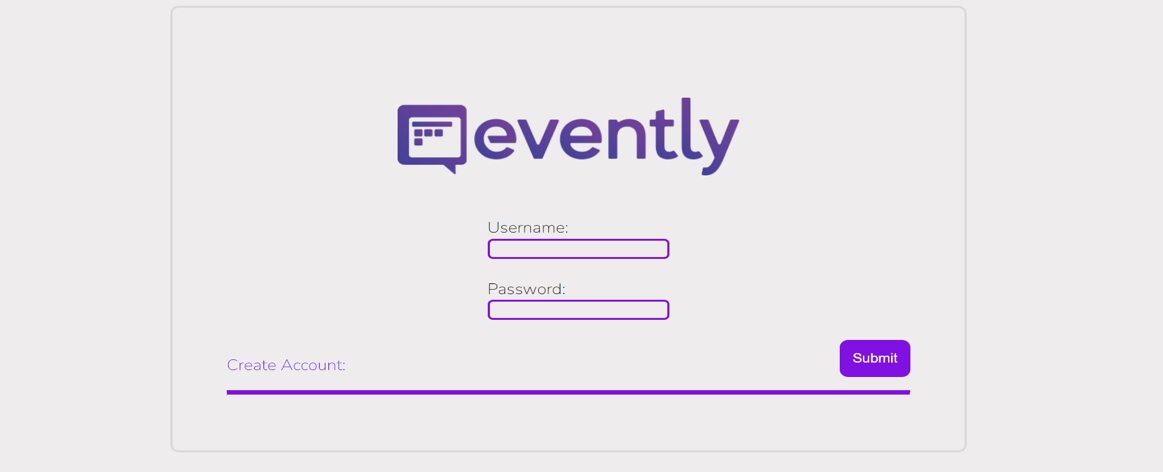 evently
Username:
Password:
Create Account:
Submit